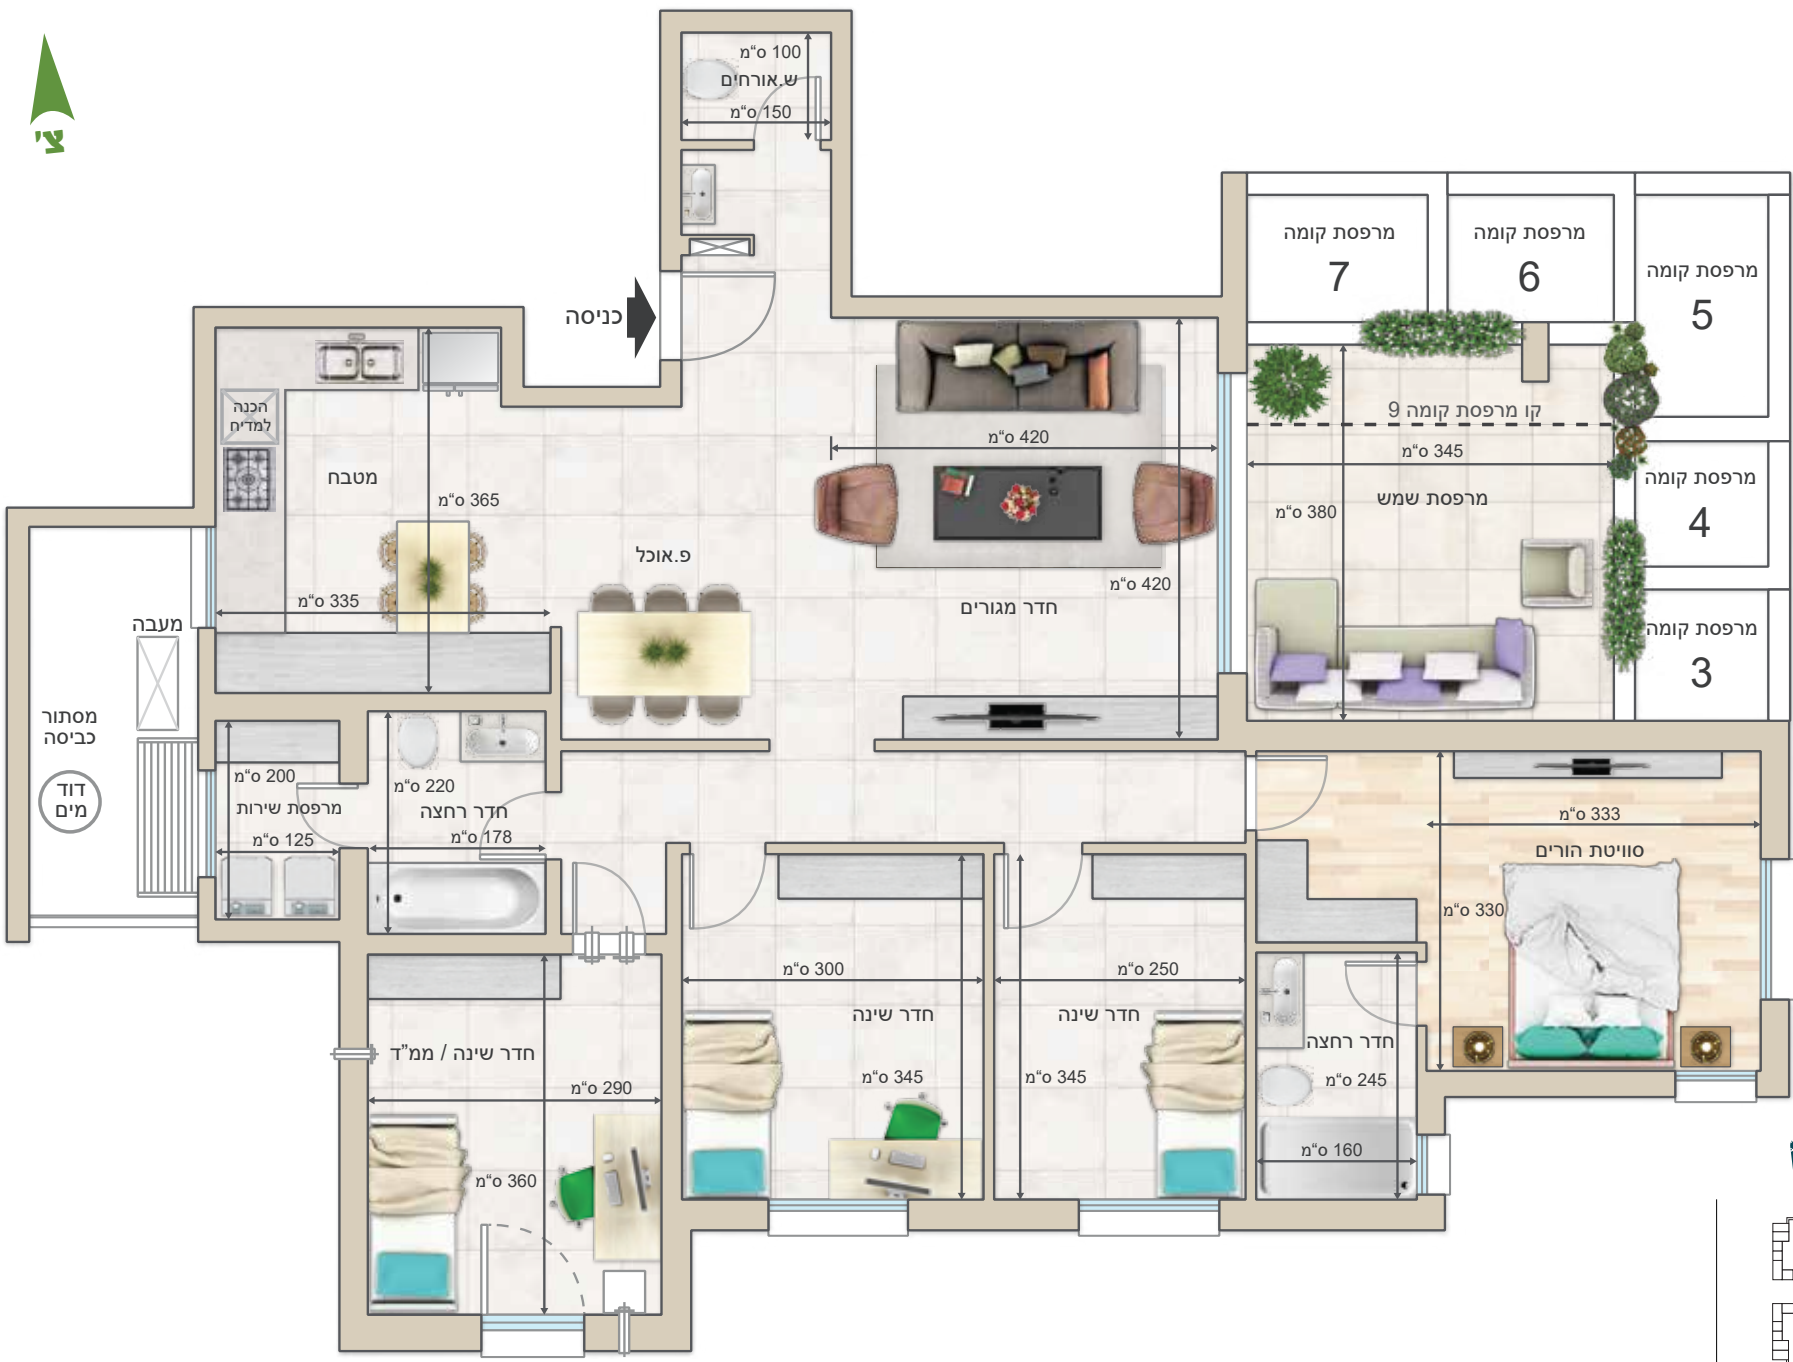 צי
100 ס"מ
ש.אורחים
150 ס"מ
כניסה
מרפסת קומה
7
מרפסת קומה
6
מרפסת קומה
5
מרפסת קומה
4
מרפסת קומה
3
קו מרפסת קומה 9
345 ס"מ
מרפסת שמש
380 ס"מ
הכנה
למדיח
מטבח
365 ס"מ
335 ס"מ
פ.אוכל
420 ס"מ
420 ס"מ
חדר מגורים
מעבה
מסתור
כביסה
דוד
מים
200 ס"מ
מרפסת שירות
125 ס"מ
220 ס"מ
חדר רחצה
178 ס"מ
333 ס"מ
סוויטת הורים
330 ס"מ
300 ס"מ
חדר שינה
345 ס"מ
250 ס"מ
חדר שינה
345 ס"מ
חדר רחצה
245 ס"מ
160 ס"מ
חדר שינה / ממ"ד
290 ס"מ
360 ס"מ